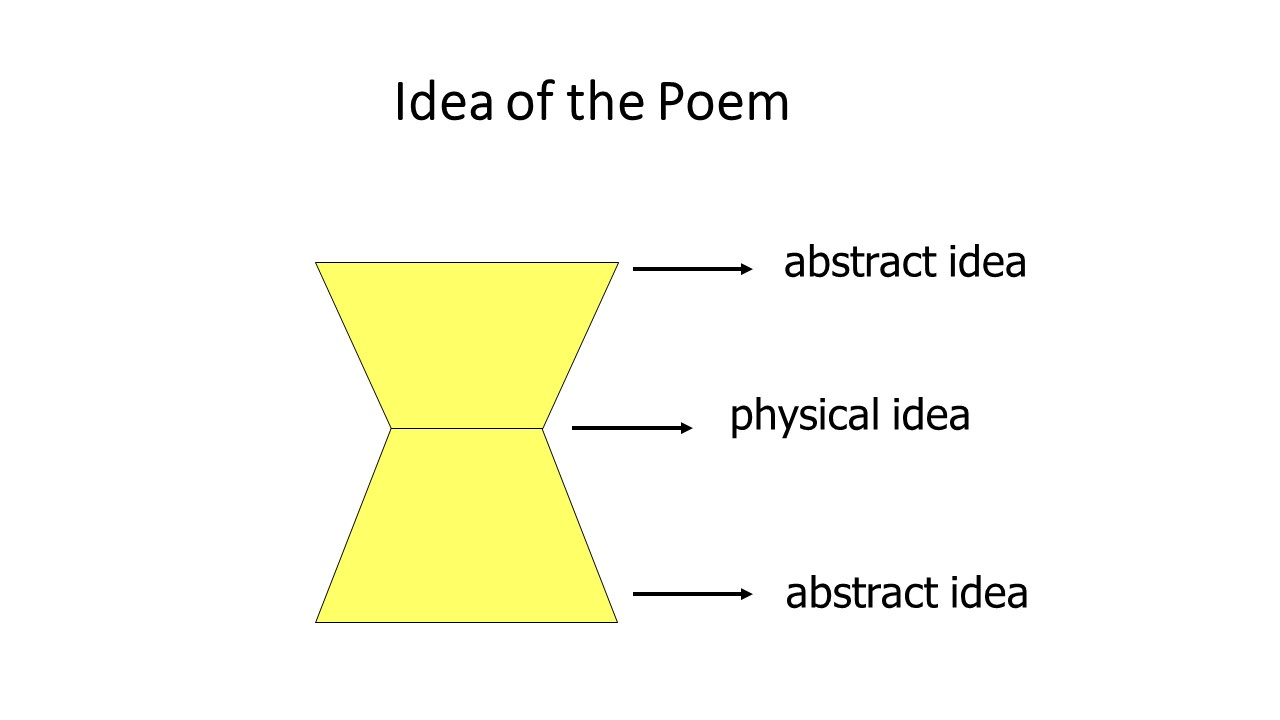 Idea of the Poem
abstract idea
physical idea
abstract idea